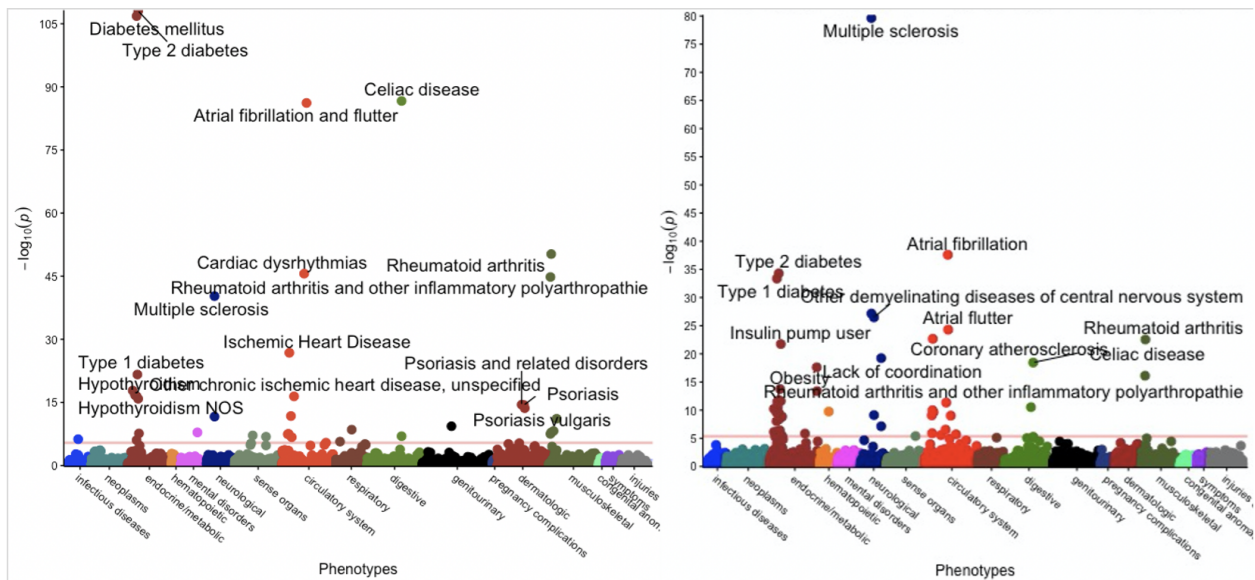 105
Diabetes mellitus
Type 2 diabetes
90
Celiac disease
Atrial fibrillation and flutter
75
60
−log10(p)
Cardiac dysrhythmias
Rheumatoid arthritis
45
Rheumatoid arthritis and other inflammatory polyarthropathie
Multiple sclerosis
30
Ischemic Heart Disease
Type 1 diabetes
Psoriasis and related disorders
Hypothyroidism
Other chronic ischemic heart disease, unspecified
Psoriasis
15
Hypothyroidism NOS
Psoriasis vulgaris
0
infectious diseases
neoplasms
endocrine/metabolic
hematopoietic
mental disorders
neurological
sense organs
circulatory system
respiratory
digestive
genitourinary
pregnancy complications
dermatologic
musculoskeletal
congenital anom.
symptoms
injuries
Phenotypes
80
Multiple sclerosis
75
70
65
60
55
50
45
−log10(p)
40
Atrial fibrillation
35
Type 2 diabetes
Type 1 diabetes
Other demyelinating diseases of central nervous system
30
25
Atrial flutter
Insulin pump user
Rheumatoid arthritis
20
Coronary atherosclerosis
Celiac disease
Obesity
Lack of coordination
15
Rheumatoid arthritis and other inflammatory polyarthropathie
10
5
0
infectious diseases
neoplasms
endocrine/metabolic
hematopoietic
mental disorders
neurological
sense organs
circulatory system
respiratory
digestive
genitourinary
pregnancy complications
dermatologic
musculoskeletal
congenital anoma
symptoms
injuries
Phenotypes